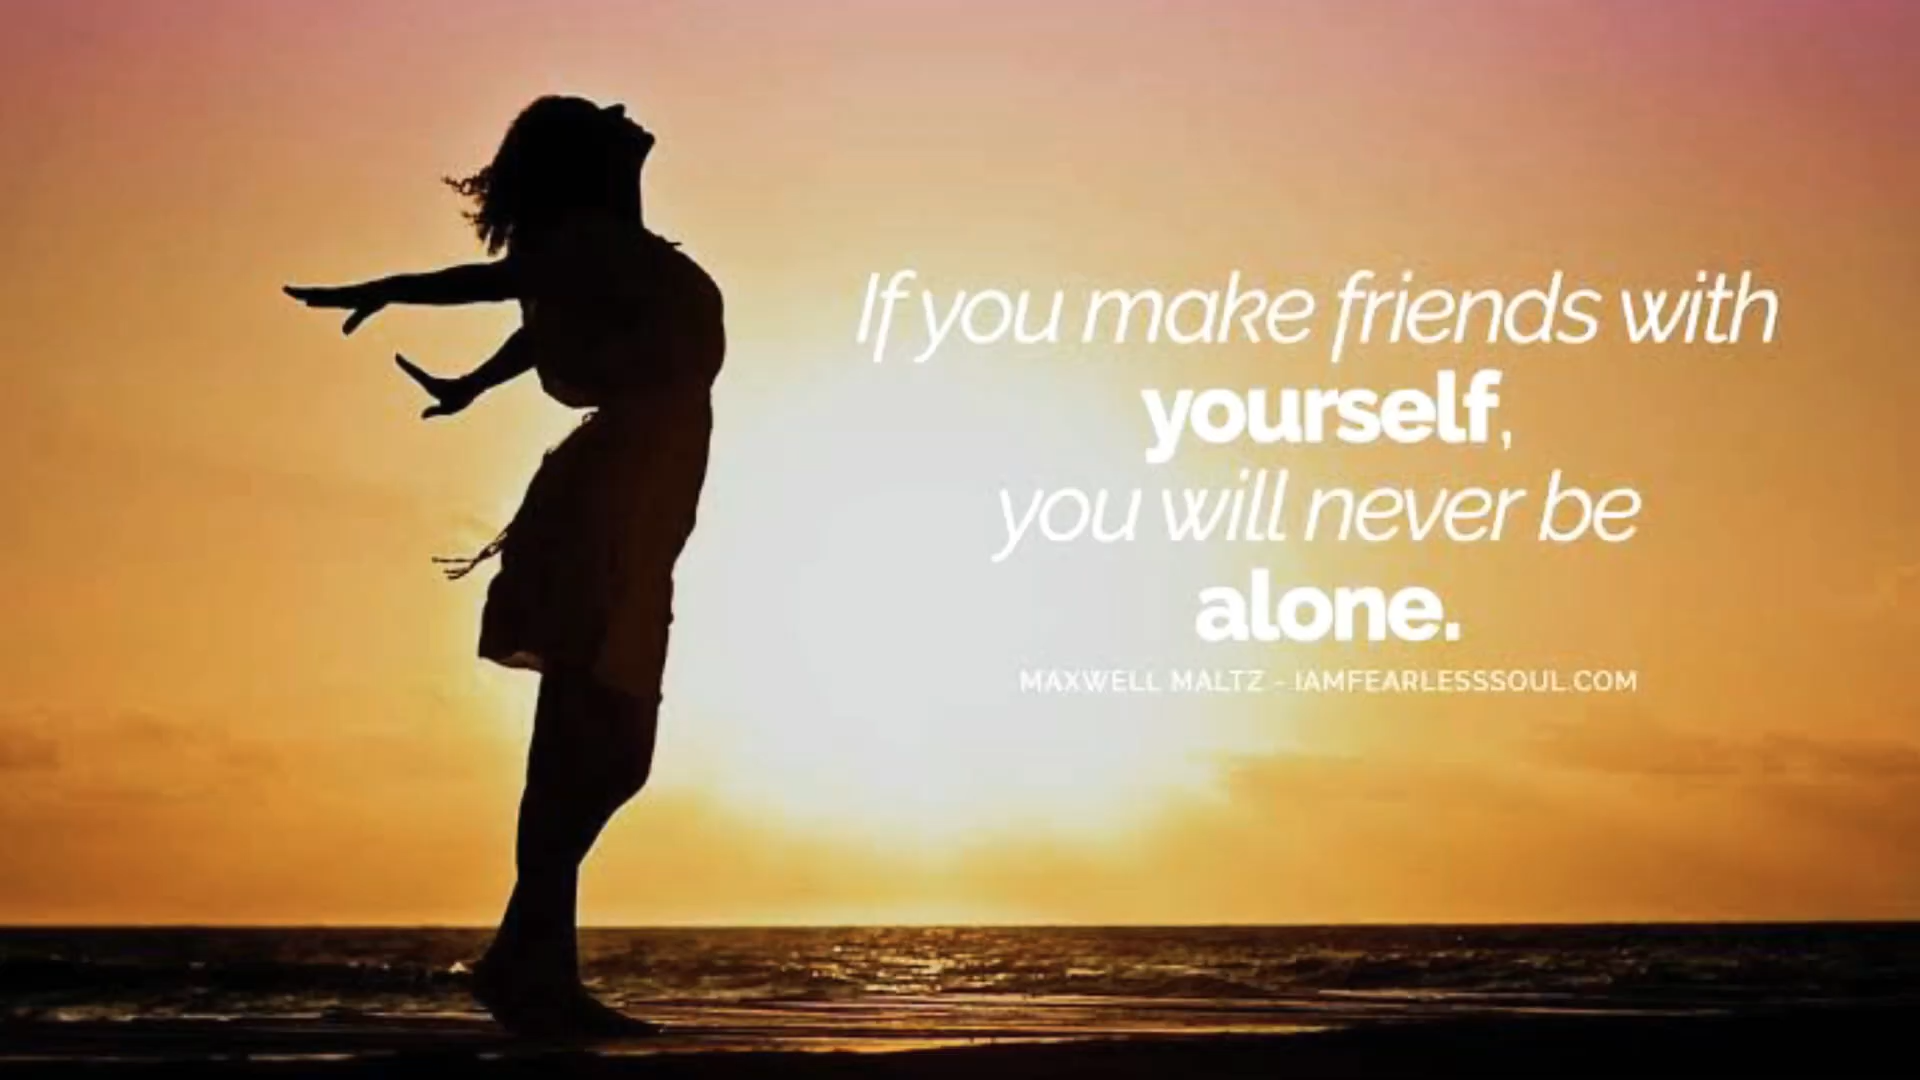 If you make friends with
yourself,
you will never be
alone.
MAXWELL MALTZ - IAMFEARLESSSOUL.COM